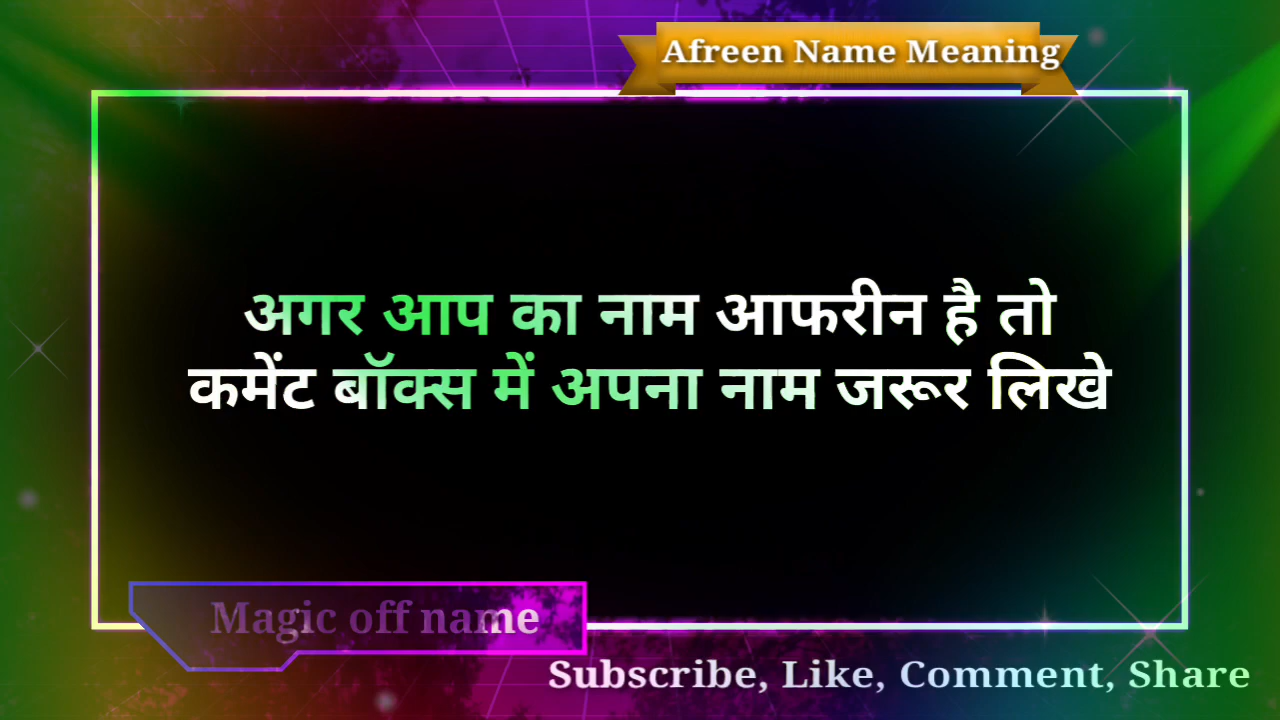 Afreen Name Meaning
अगर आप का नाम आफरीन है तो
कमेंट बॉक्स में अपना नाम जरूर लिखे
Magic off name
Subscribe, Like, Comment, Share